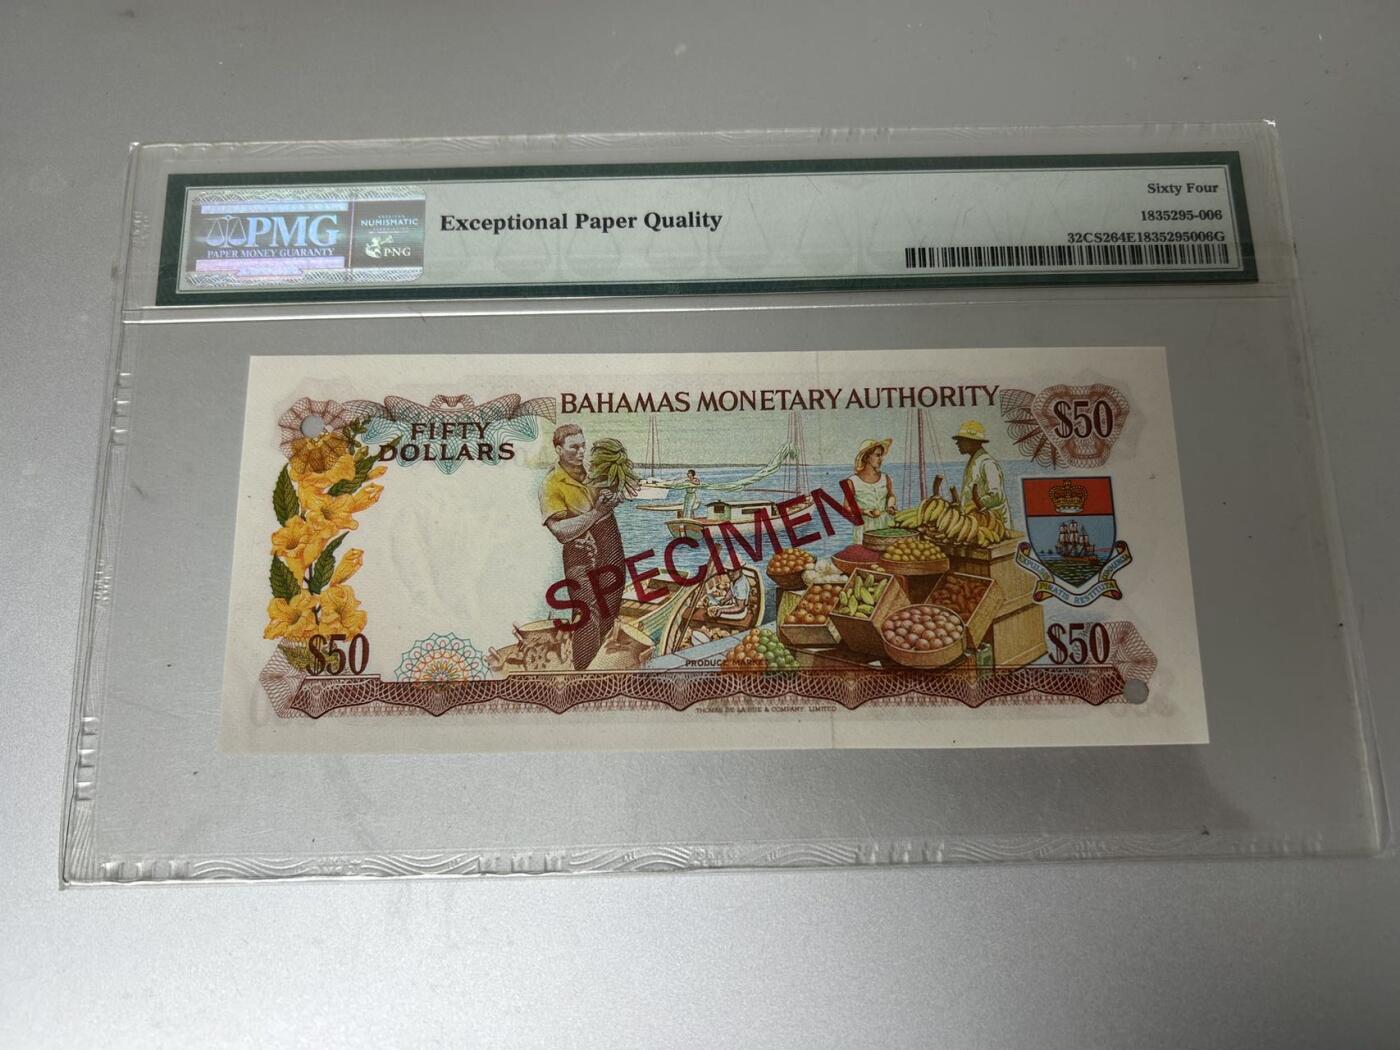 PMG
PAPER MONEY GUARANTY
NUMISMATIC
PNG
Exceptional Paper Quality
Sixty Four
1835295-006
32CS264E1835295006G
BAHAMAS MONETARY AUTHORITY
FIFTY
DOLLARS
$50
SPECIMEN
$50
$50
PRODUCE MARKET
THOMAS DE LA RUE & COMPANY, LIMITED